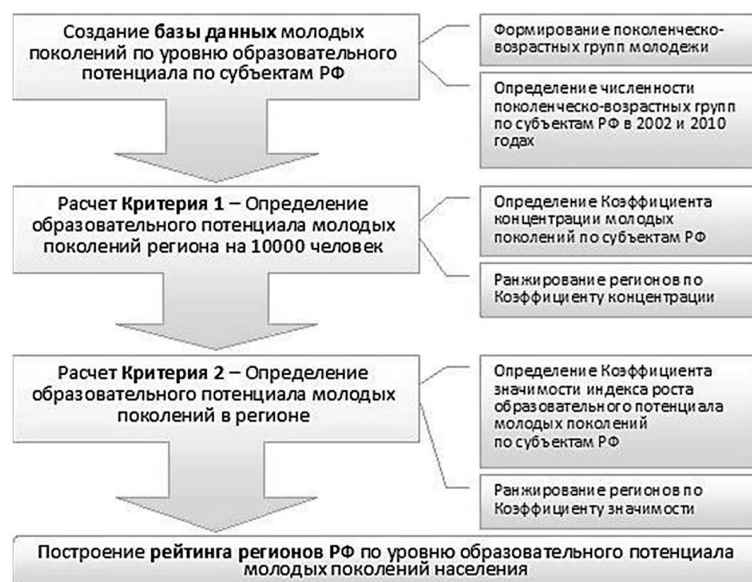 Создание базы данных молодых
поколений по уровню образовательного
потенциала по субъектам РФ
Формирование поколенческо-
возрастных групп молодежи
Определение численности
поколенческо-возрастных групп
по субъектам РФ в 2002 и 2010
годах
Расчет Критерия 1 – Определение
образовательного потенциала молодых
поколений региона на 10000 человек
Определение Коэффициента
концентрации молодых
поколений по субъектам РФ
Ранжирование регионов по
Коэффициенту концентрации
Расчет Критерия 2 – Определение
образовательного потенциала молодых
поколений в регионе
Определение Коэффициента
значимости индекса роста
образовательного потенциала
молодых поколений
по субъектам РФ
Ранжирование регионов по
Коэффициенту значимости
Построение рейтинга регионов РФ по уровню образовательного потенциала
молодых поколений населения